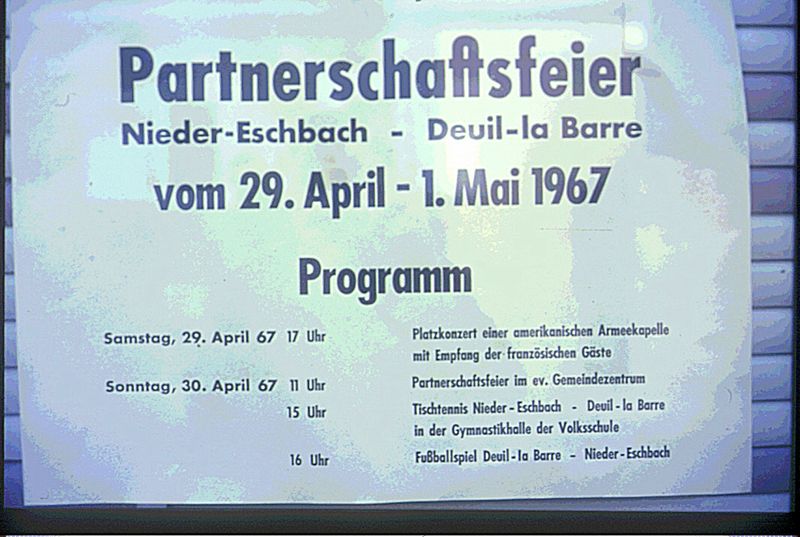 Partnerschaftsfeier
Nieder-Eschbach - Deuil-la Barre
vom 29. April - 1. Mai 1967
Programm
Samstag, 29. April 67 17 Uhr Platzkonzert einer amerikanischen Armeekapelle
mit Empfang der französischen Gäste
Sonntag, 30. April 67 11 Uhr Partnerschaftsfeier im ev. Gemeindezentrum
15 Uhr Tischtennis Nieder-Eschbach - Deuil-la Barre
in der Gymnastikhalle der Volksschule
16 Uhr Fußballspiel Deuil-la Barre - Nieder-Eschbach